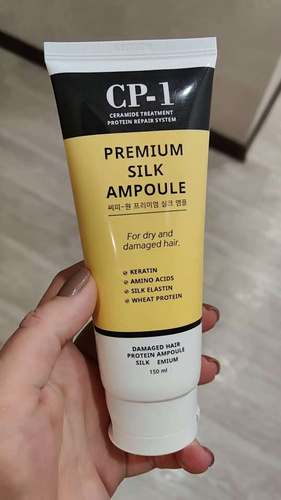 CP-1
CERAMIDE TREATMENT
PROTEIN REPAIR SYSTEM
PREMIUM
SILK
AMPOULE
씨피-원 프리미엄 실크 앰플
For dry and
damaged hair.
KERATIN
AMINO ACIDS
SILK ELASTIN
WHEAT PROTEIN
DAMAGED HAIR
PROTEIN AMPOULE
SILK EMIUM
150 ml